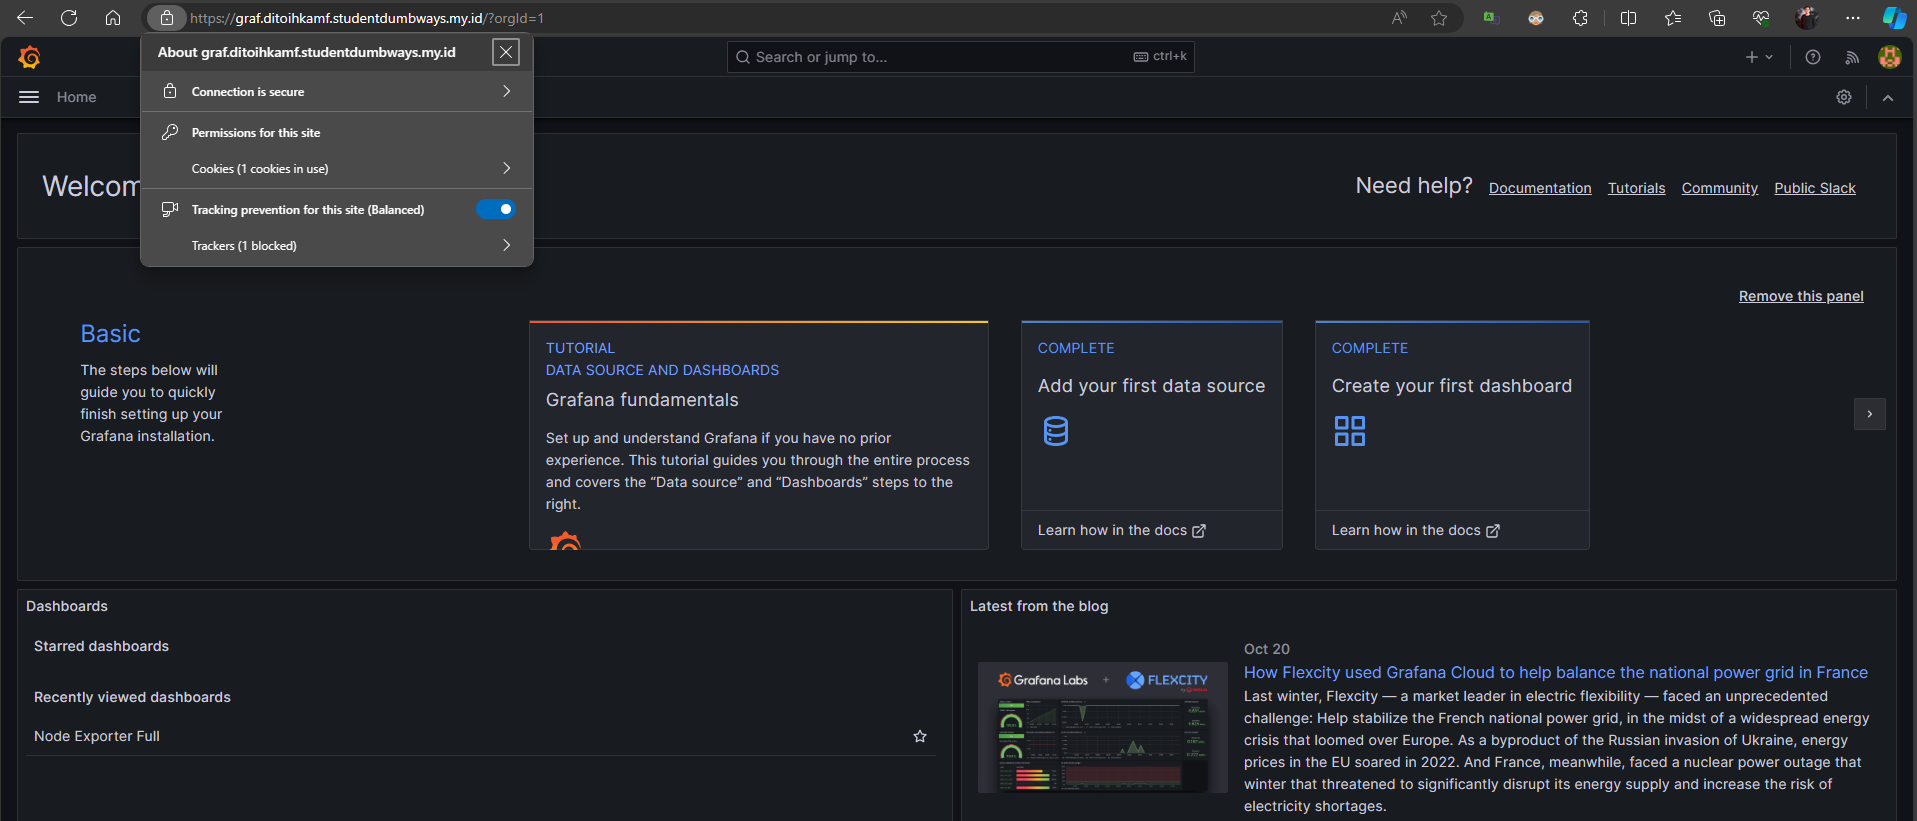 https://graf.ditoihkamf.studentdumbways.my.id/?orgId=1
About graf.ditoihkamf.studentdumbways.my.id
Connection is secure
Permissions for this site
Cookies (1 cookies in use)
Tracking prevention for this site (Balanced)
Trackers (1 blocked)
Search or jump to...
ctrl+k
Home
Welcom
Need help?
Documentation
Tutorials
Community
Public Slack
Remove this panel
Basic
The steps below will
guide you to quickly
finish setting up your
Grafana installation.
TUTORIAL
DATA SOURCE AND DASHBOARDS
Grafana fundamentals
Set up and understand Grafana if you have no prior
experience. This tutorial guides you through the entire process
and covers the “Data source” and “Dashboards” steps to the
right.
COMPLETE
Add your first data source
Learn how in the docs
COMPLETE
Create your first dashboard
Learn how in the docs
Dashboards
Starred dashboards
Recently viewed dashboards
Node Exporter Full
Latest from the blog
Grafana Labs + FLEXCITY
Oct 20
How Flexcity used Grafana Cloud to help balance the national power grid in France
Last winter, Flexcity — a market leader in electric flexibility — faced an unprecedented
challenge: Help stabilize the French national power grid, in the midst of a widespread energy
crisis that loomed over Europe. As a byproduct of the Russian invasion of Ukraine, energy
prices in the EU soared in 2022. And France, meanwhile, faced a nuclear power outage that
winter that threatened to significantly disrupt its energy supply and increase the risk of
electricity shortages.